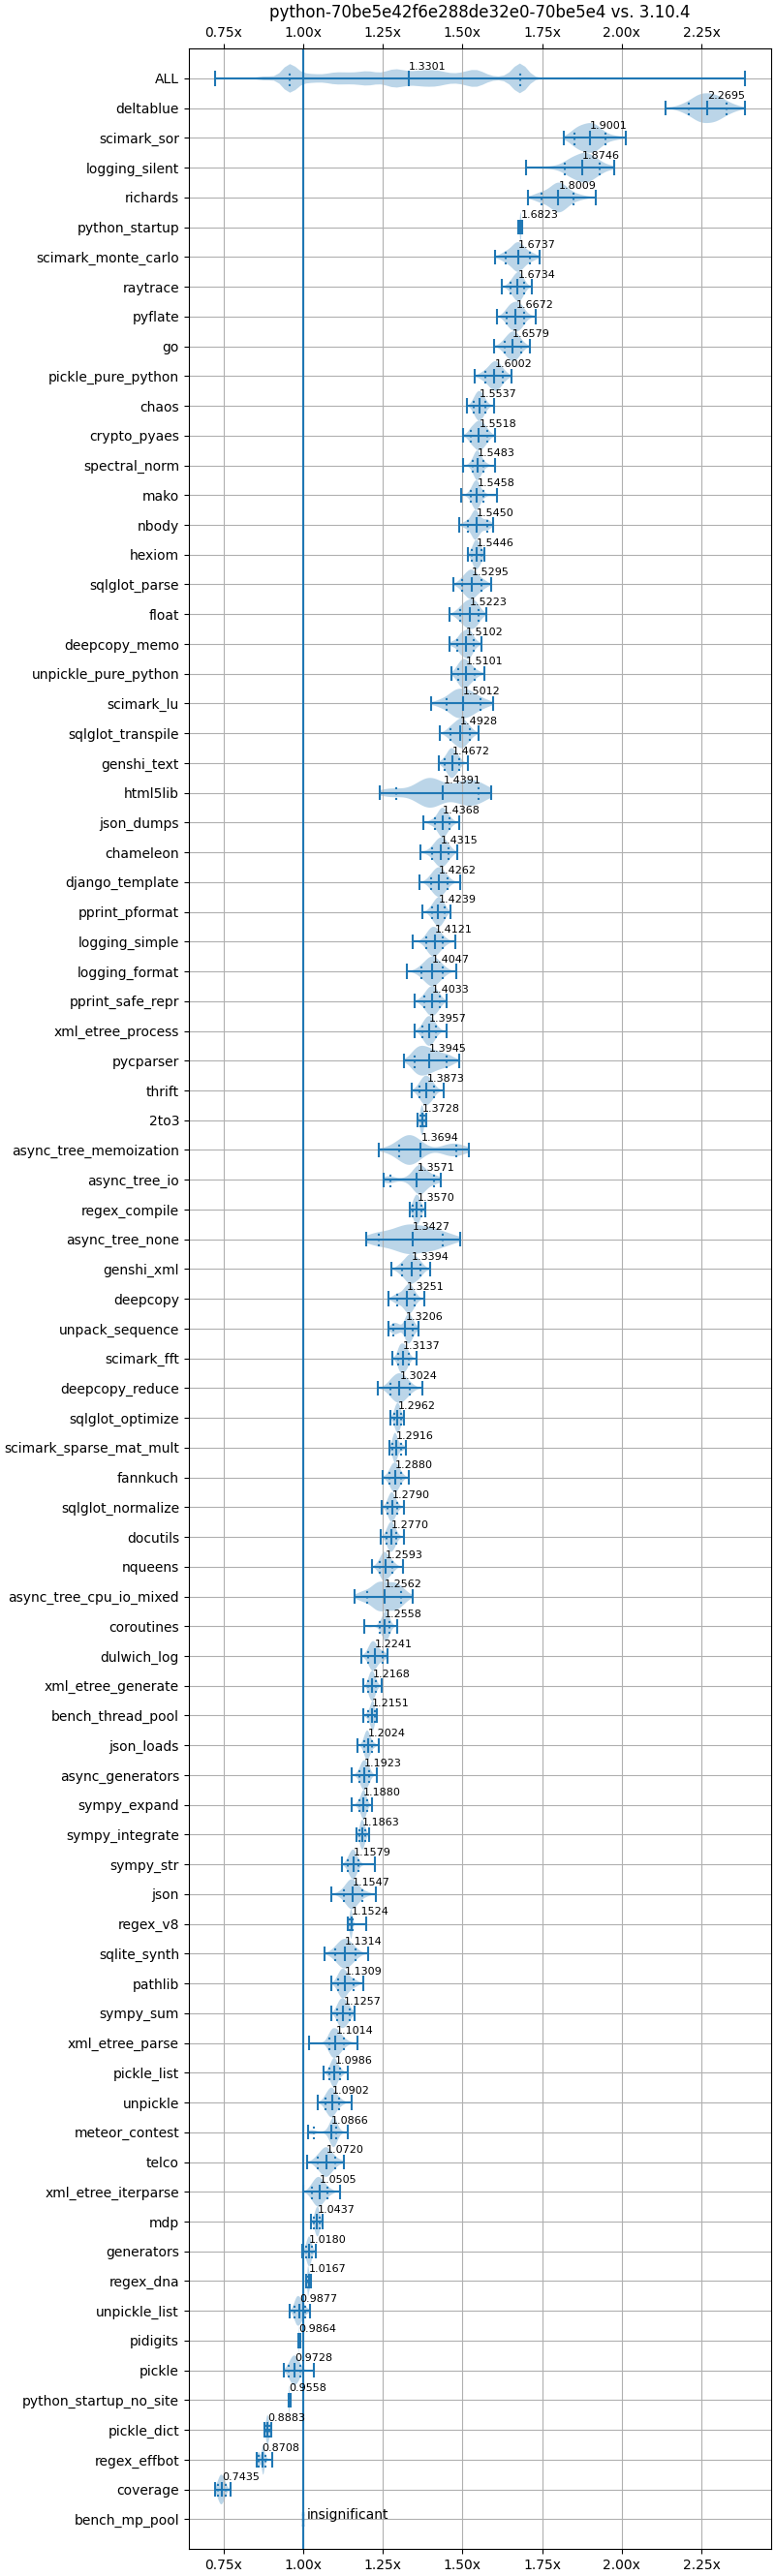 python-70be5e42f6e288de32e0-70be5e4 vs. 3.10.4
0.75x 1.00x 1.25x 1.50x 1.75x 2.00x 2.25x
ALL 1.3301
deltablue 2.2695
scimark_sor 1.9001
logging_silent 1.8746
richards 1.8009
python_startup 1.6823
scimark_monte_carlo 1.6737
raytrace 1.6734
pyflate 1.6672
go 1.6579
pickle_pure_python 1.6002
chaos 1.5537
crypto_pyaes 1.5518
spectral_norm 1.5483
mako 1.5458
nbody 1.5450
hexiom 1.5446
sqlglot_parse 1.5295
float 1.5223
deepcopy_memo 1.5102
unpickle_pure_python 1.5101
scimark_lu 1.5012
sqlglot_transpile 1.4928
genshi_text 1.4672
html5lib 1.4391
json_dumps 1.4368
chameleon 1.4315
django_template 1.4262
pprint_pformat 1.4239
logging_simple 1.4121
logging_format 1.4047
pprint_safe_repr 1.4033
xml_etree_process 1.3957
pycparser 1.3945
thrift 1.3873
2to3 1.3728
async_tree_memoization 1.3694
async_tree_io 1.3571
regex_compile 1.3570
async_tree_none 1.3427
genshi_xml 1.3394
deepcopy 1.3251
unpack_sequence 1.3206
scimark_fft 1.3137
deepcopy_reduce 1.3024
sqlglot_optimize 1.2962
scimark_sparse_mat_mult 1.2916
fannkuch 1.2880
sqlglot_normalize 1.2790
docutils 1.2770
nqueens 1.2593
async_tree_cpu_io_mixed 1.2562
coroutines 1.2558
dulwich_log 1.2241
xml_etree_generate 1.2168
bench_thread_pool 1.2151
json_loads 1.2024
async_generators 1.1923
sympy_expand 1.1880
sympy_integrate 1.1863
sympy_str 1.1579
json 1.1547
regex_v8 1.1524
sqlite_synth 1.1314
pathlib 1.1309
sympy_sum 1.1257
xml_etree_parse 1.1014
pickle_list 1.0986
unpickle 1.0902
meteor_contest 1.0866
telco 1.0720
xml_etree_iterparse 1.0505
mdp 1.0437
generators 1.0180
regex_dna 1.0167
unpickle_list 0.9877
pidigits 0.9864
pickle 0.9728
python_startup_no_site 0.9558
pickle_dict 0.8883
regex_effbot 0.8708
coverage 0.7435
bench_mp_pool insignificant
0.75x 1.00x 1.25x 1.50x 1.75x 2.00x 2.25x